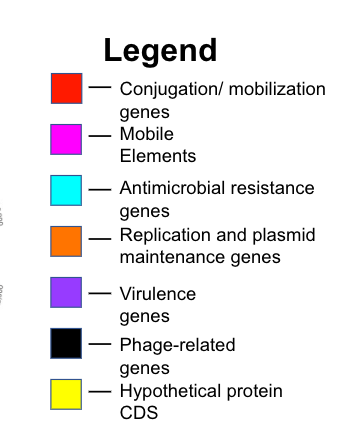 Legend
Conjugation/ mobilization
genes
Mobile
Elements
Antimicrobial resistance
genes
Replication and plasmid
maintenance genes
Virulence
genes
Phage-related
genes
Hypothetical protein
CDS